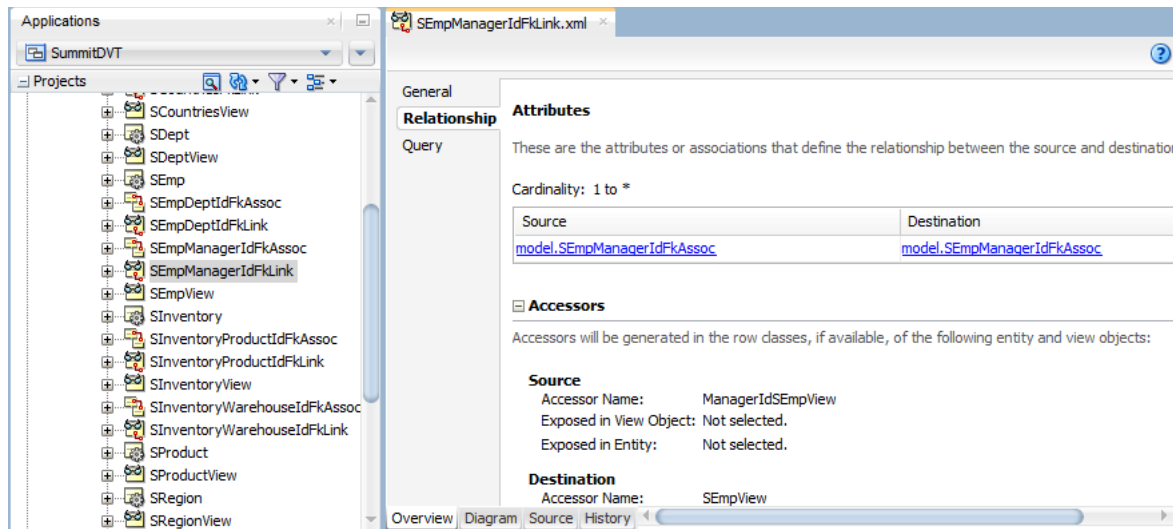 Applications
SummitDVT
Projects
SCountriesView
SDept
SDeptView
SEmp
SEmpDeptIdFkAssoc
SEmpDeptIdFkLink
SEmpManagerIdFkAssoc
SEmpManagerIdFkLink
SEmpView
SInventory
SInventoryProductIdFkAssoc
SInventoryProductIdFkLink
SInventoryView
SInventoryWarehouseIdFkAssoc
SInventoryWarehouseIdFkLink
SProduct
SProductView
SRegion
SRegionView
SEmpManagerIdFkLink.xml
General
Relationship
Query
Attributes
These are the attributes or associations that define the relationship between the source and destination
Cardinality: 1 to *
Source Destination
model.SEmpManagerIdFkAssoc model.SEmpManagerIdFkAssoc
Accessors
Accessors will be generated in the row classes, if available, of the following entity and view objects:
Source
Accessor Name: ManagerIdSEmpView
Exposed in View Object: Not selected.
Exposed in Entity: Not selected.
Destination
Accessor Name: SEmpView
Overview Diagram Source History